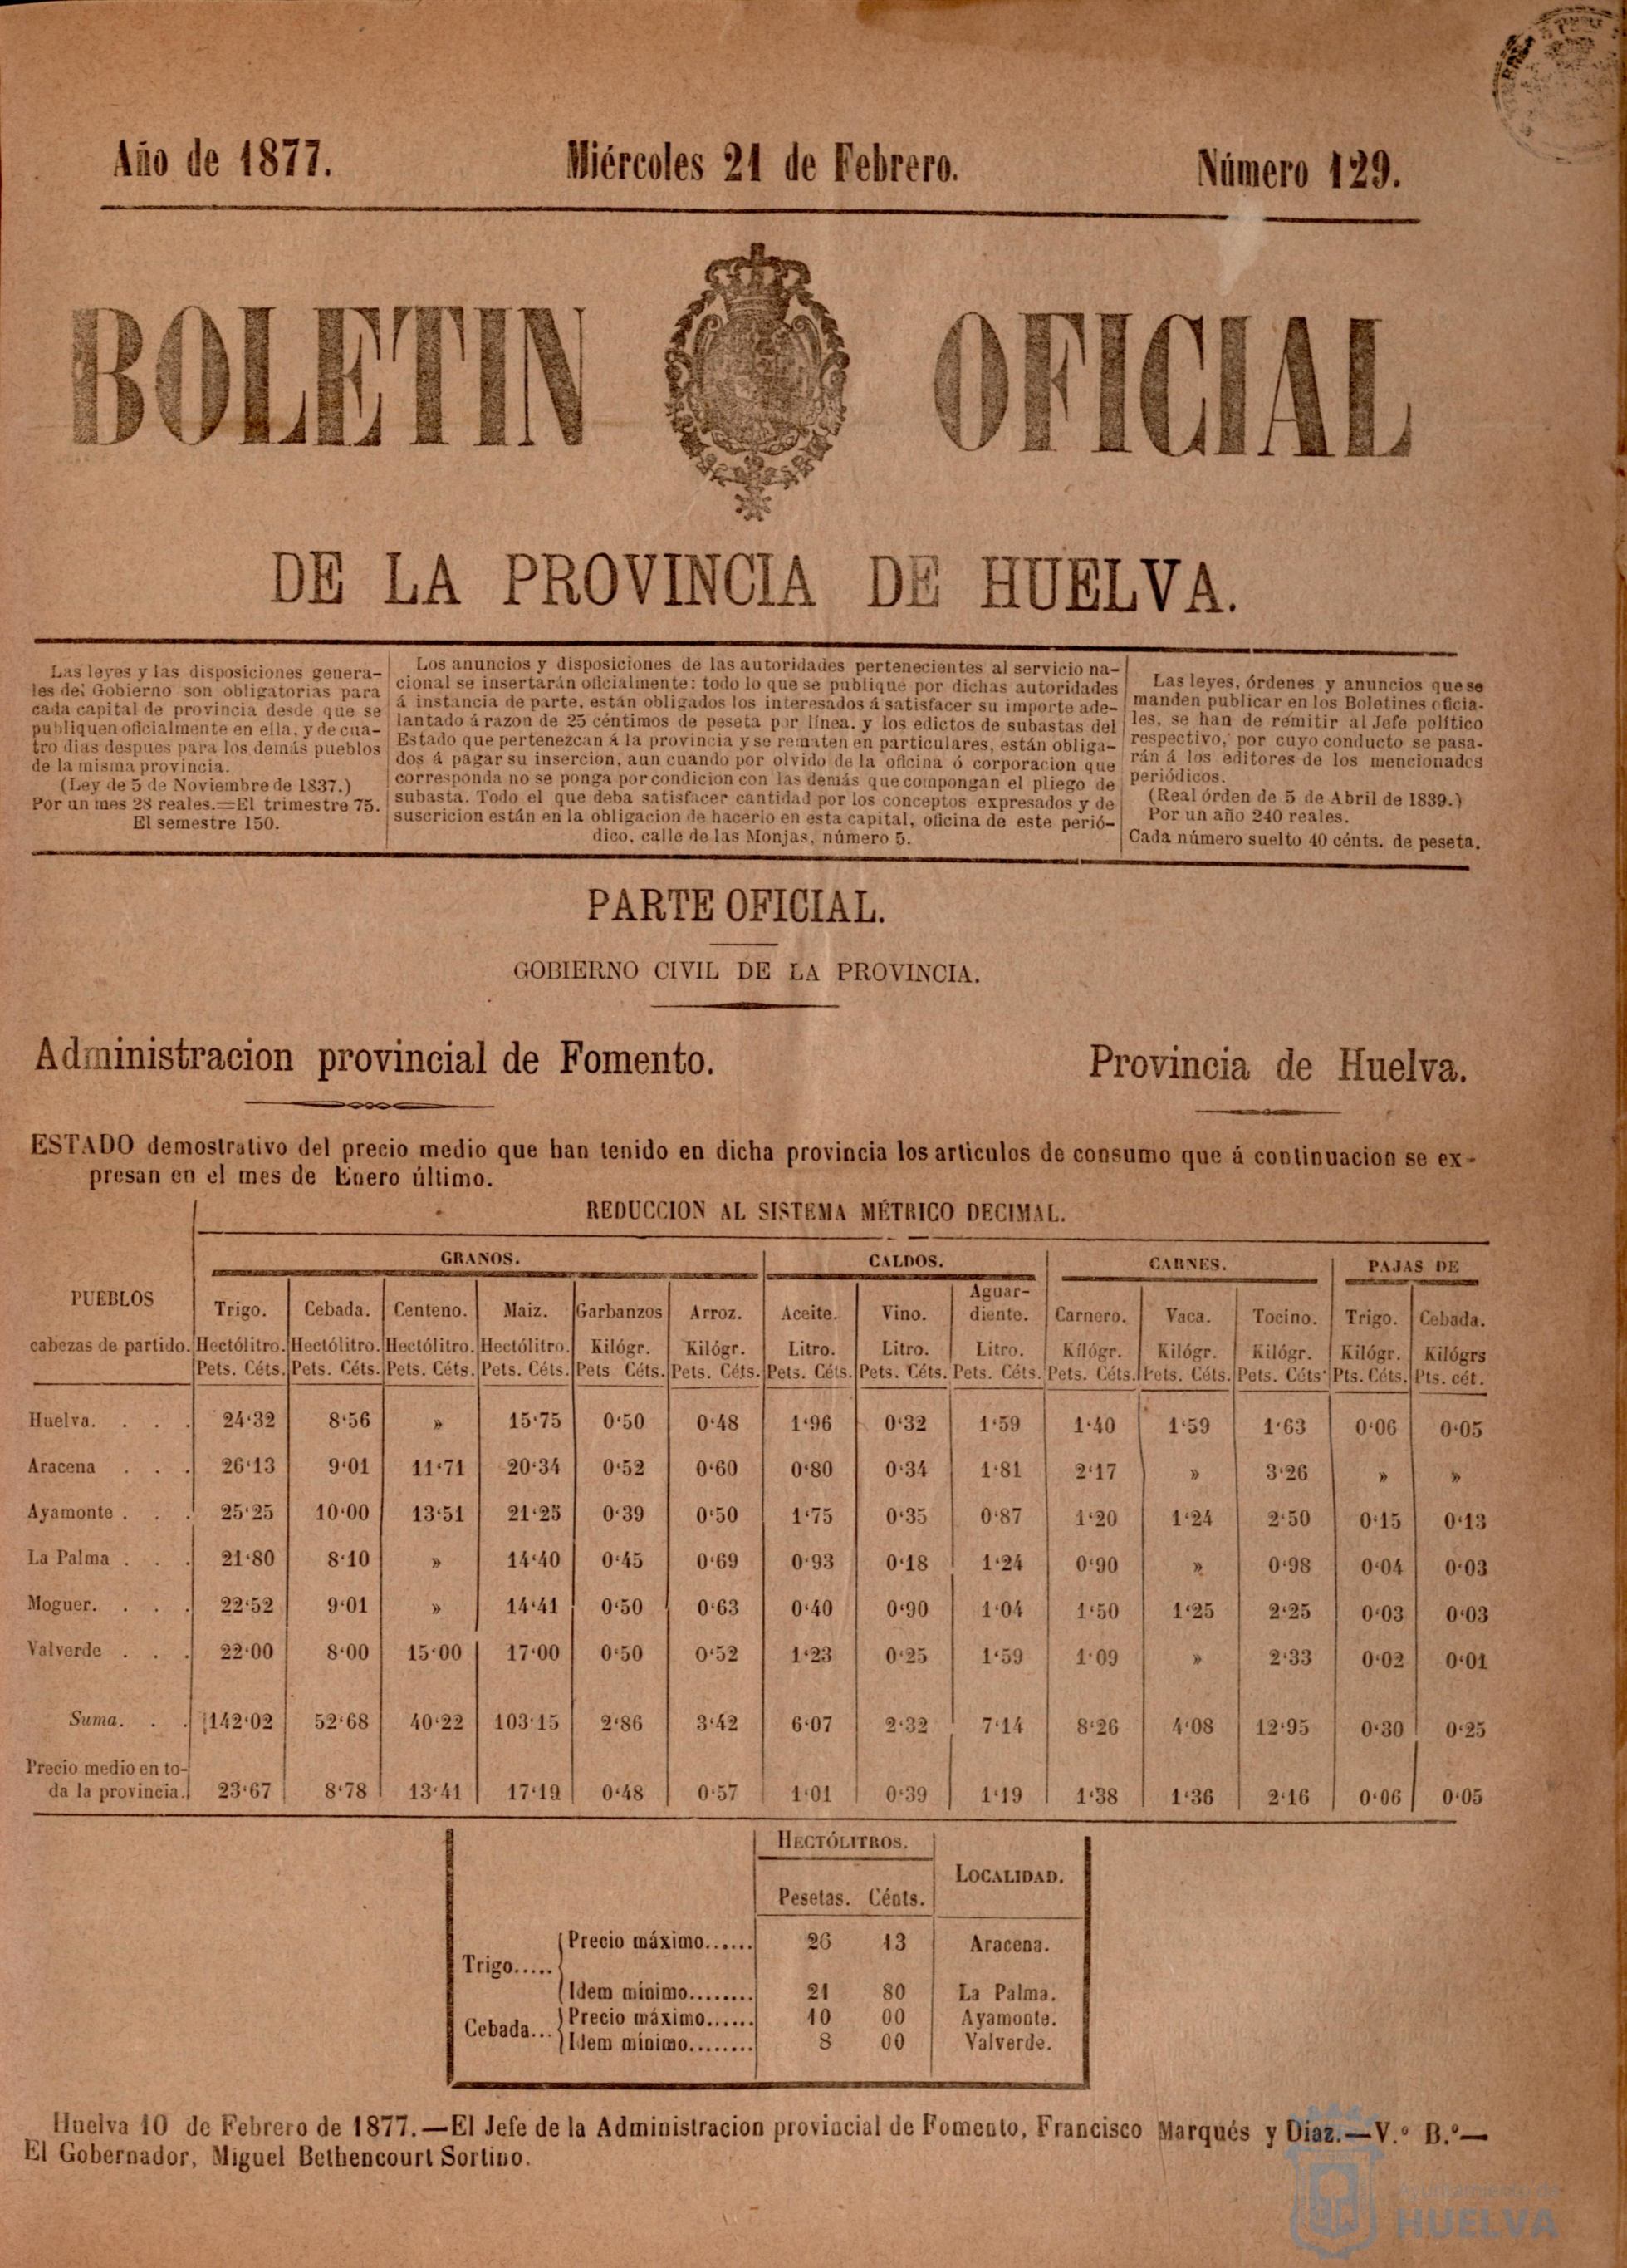 Año de 1877.
Miércoles 21 de Febrero.
Número 129.
BOLETIN OFICIAL
DE LA PROVINCIA DE HUELVA.
Las leyes y las disposiciones genera-
les del Gobierno son obligatorias para
cada capital de provincia desde que se
publiquen oficialmente en ella, y de cua-
tro dias despues para los demás pueblos
de la misma provincia.
(Ley de 5 de Noviembre de 1837.)
Por un mes 28 reales.=El trimestre 75.
El semestre 150.
Los anuncios y disposiciones de las autoridades pertenecientes al servicio na-
cional se insertarán oficialmente: todo lo que se publique por dichas autoridades
á instancia de parte, están obligados los interesados á satisfacer su importe ade-
lantado á razon de 25 céntimos de peseta por línea, y los edictos de subastas del
Estado que pertenezcan á la provincia y se rematen en particulares, están obliga-
dos á pagar su insercion, aun cuando por olvido de la oficina ó corporacion que
corresponda no se ponga por condicion con las demás que compongan el pliego de
subasta. Todo el que deba satisfacer cantidad por los conceptos expresados y de
suscricion están en la obligacion de hacerlo en esta capital, oficina de este perió-
dico, calle de las Monjas, número 5.
Las leyes, órdenes y anuncios que se
manden publicar en los Boletines oficia-
les, se han de remitir al Jefe político
respectivo, por cuyo conducto se pasa-
rán á los editores de los mencionados
periódicos.
(Real órden de 5 de Abril de 1839.)
Por un año 240 reales.
Cada número suelto 40 cénts. de peseta.
PARTE OFICIAL.
GOBIERNO CIVIL DE LA PROVINCIA.
Administracion provincial de Fomento.
Provincia de Huelva.
ESTADO demostrativo del precio medio que han tenido en dicha provincia los articulos de consumo que á continuacion se ex-
presan en el mes de Enero último.
REDUCCION AL SISTEMA MÉTRICO DECIMAL.
GRANOS. CALDOS. CARNES. PAJAS DE
PUEBLOS
cabezas de partido.
Trigo. Cebada. Centeno. Maiz. Garbanzos Arroz. Aceite. Vino. Aguar-
diente. Carnero. Vaca. Tocino. Trigo. Cebada.
Hectólitro. Hectólitro. Hectólitro. Hectólitro. Kilógr. Kilógr. Litro. Litro. Litro. Kilógr. Kilógr. Kilógr. Kilógr. Kilógrs
Pets. Céts. Pets. Céts. Pets. Céts. Pets. Céts. Pets Céts. Pets. Céts. Pets. Céts. Pets. Céts. Pets. Céts. Pets. Céts. Pets. Céts. Pets. Céts. Pts. Céts. Pts. cét.
Huelva. . . . 24‘32 8‘56 » 15‘75 0‘50 0‘48 1‘96 0‘32 1‘59 1‘40 1‘59 1‘63 0‘06 0‘05
Aracena . . . 26‘13 9‘01 11‘71 20‘34 0‘52 0‘60 0‘80 0‘34 1‘81 2‘17 » 3‘26 » »
Ayamonte . . . 25‘25 10‘00 13‘51 21‘25 0‘39 0‘50 1‘75 0‘35 0‘87 1‘20 1‘24 2‘50 0‘15 0‘13
La Palma . . . 21‘80 8‘10 » 14‘40 0‘45 0‘69 0‘93 0‘18 1‘24 0‘90 » 0‘98 0‘04 0‘03
Moguer. . . . 22‘52 9‘01 » 14‘41 0‘50 0‘63 0‘40 0‘90 1‘04 1‘50 1‘25 2‘25 0‘03 0‘03
Valverde . . . 22‘00 8‘00 15‘00 17‘00 0‘50 0‘52 1‘23 0‘25 1‘59 1‘09 » 2‘33 0‘02 0‘01
Suma. . . 142‘02 52‘68 40‘22 103‘15 2‘86 3‘42 6‘07 2‘32 7‘14 8‘26 4‘08 12‘95 0‘30 0‘25
Precio medio en to-
da la provincia. 23‘67 8‘78 13‘41 17‘19 0‘48 0‘57 1‘01 0‘39 1‘19 1‘38 1‘36 2‘16 0‘06 0‘05
HECTÓLITROS.
LOCALIDAD.
Pesetas. Cénts.
Precio máximo...... 26 13 Aracena.
Trigo.....
Idem mínimo........ 21 80 La Palma.
Precio máximo...... 10 00 Ayamonte.
Cebada...
Idem mínimo........ 8 00 Valverde.
Huelva 10 de Febrero de 1877.—El Jefe de la Administracion provincial de Fomento, Francisco Marqués y Diaz.—V.º B.º—
El Gobernador, Miguel Bethencourt Sortino.
Ayuntamiento de
HUELVA